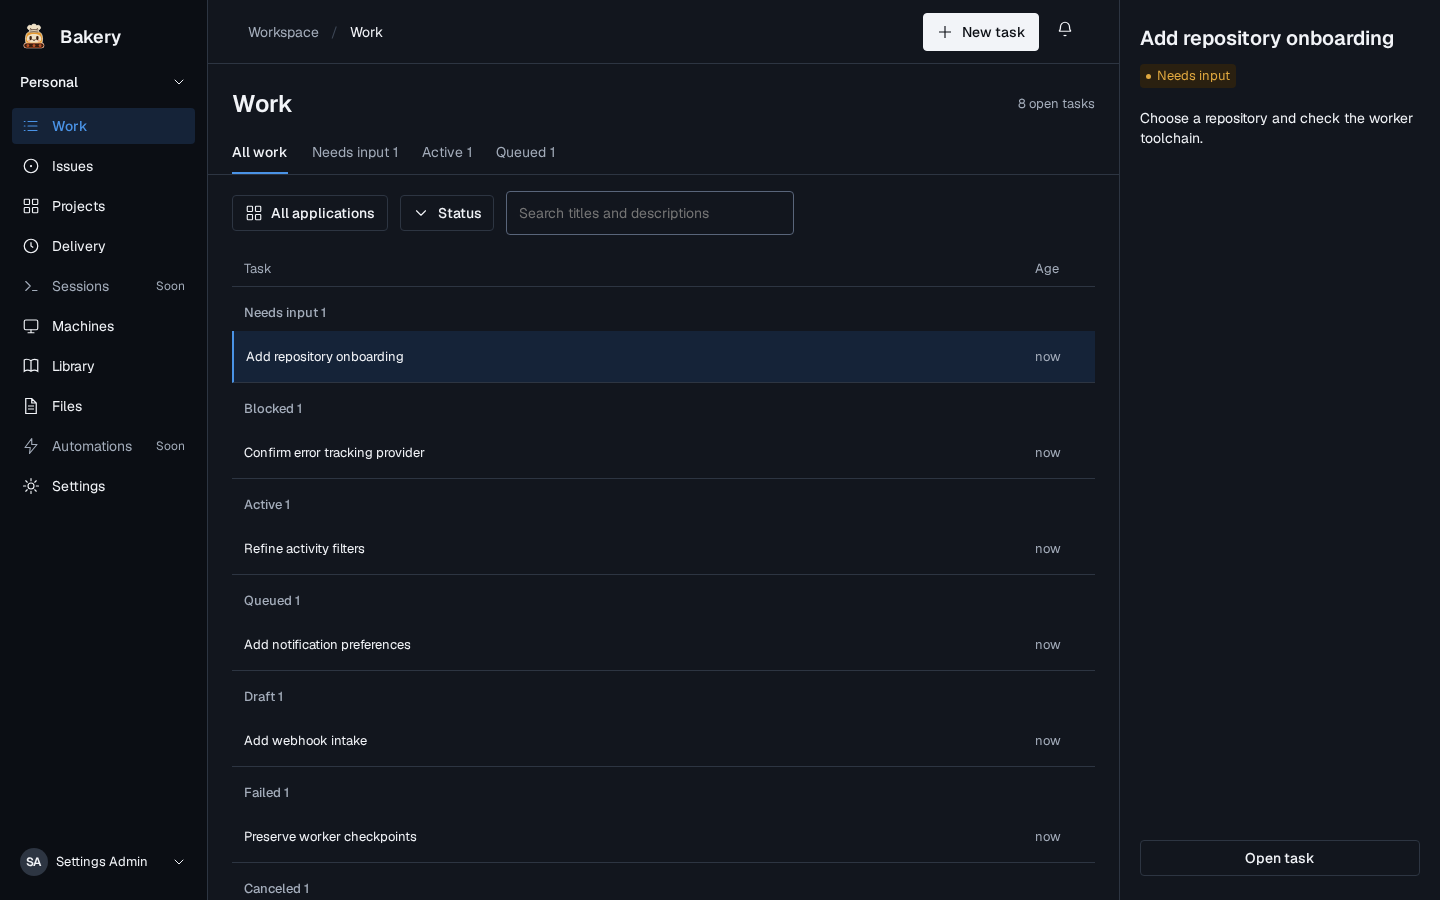 Bakery
Personal
Work
Issues
Projects
Delivery
Sessions Soon
Machines
Library
Files
Automations Soon
Settings
SA Settings Admin
Workspace / Work
New task
Work
8 open tasks
All work Needs input 1 Active 1 Queued 1
All applications Status Search titles and descriptions
Task Age
Needs input 1
Add repository onboarding now
Blocked 1
Confirm error tracking provider now
Active 1
Refine activity filters now
Queued 1
Add notification preferences now
Draft 1
Add webhook intake now
Failed 1
Preserve worker checkpoints now
Canceled 1
Add repository onboarding
Needs input
Choose a repository and check the worker
toolchain.
Open task